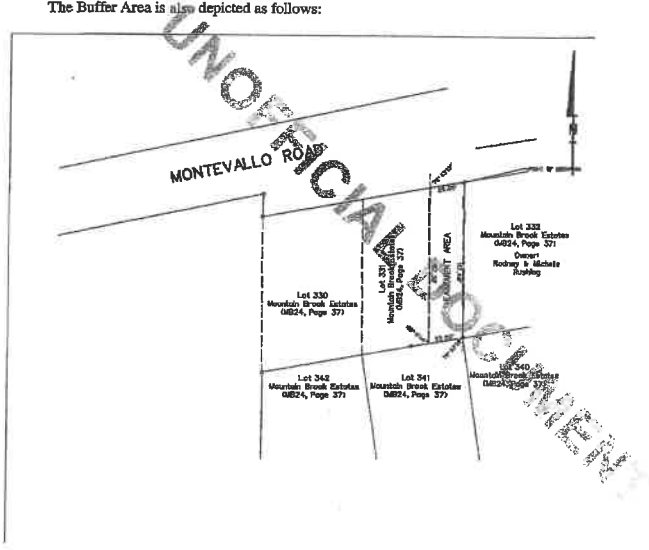 The Buffer Area is also depicted as follows:
UNOFFICIAL DOCUMENT
N
MONTEVALLO ROAD
Lot 332
Mountain Brook Estates
(MB24, Page 37)
Owner:
Rodney & Michele
Rushing
Lot 331
Mountain Brook Estates
(MB24, Page 37)
AREA
Lot 330
Mountain Brook Estates
(MB24, Page 37)
Lot 342
Mountain Brook Estates
(MB24, Page 37)
Lot 341
Mountain Brook Estates
(MB24, Page 37)
Lot 340
Mountain Brook Estates
(MB24, Page 37)